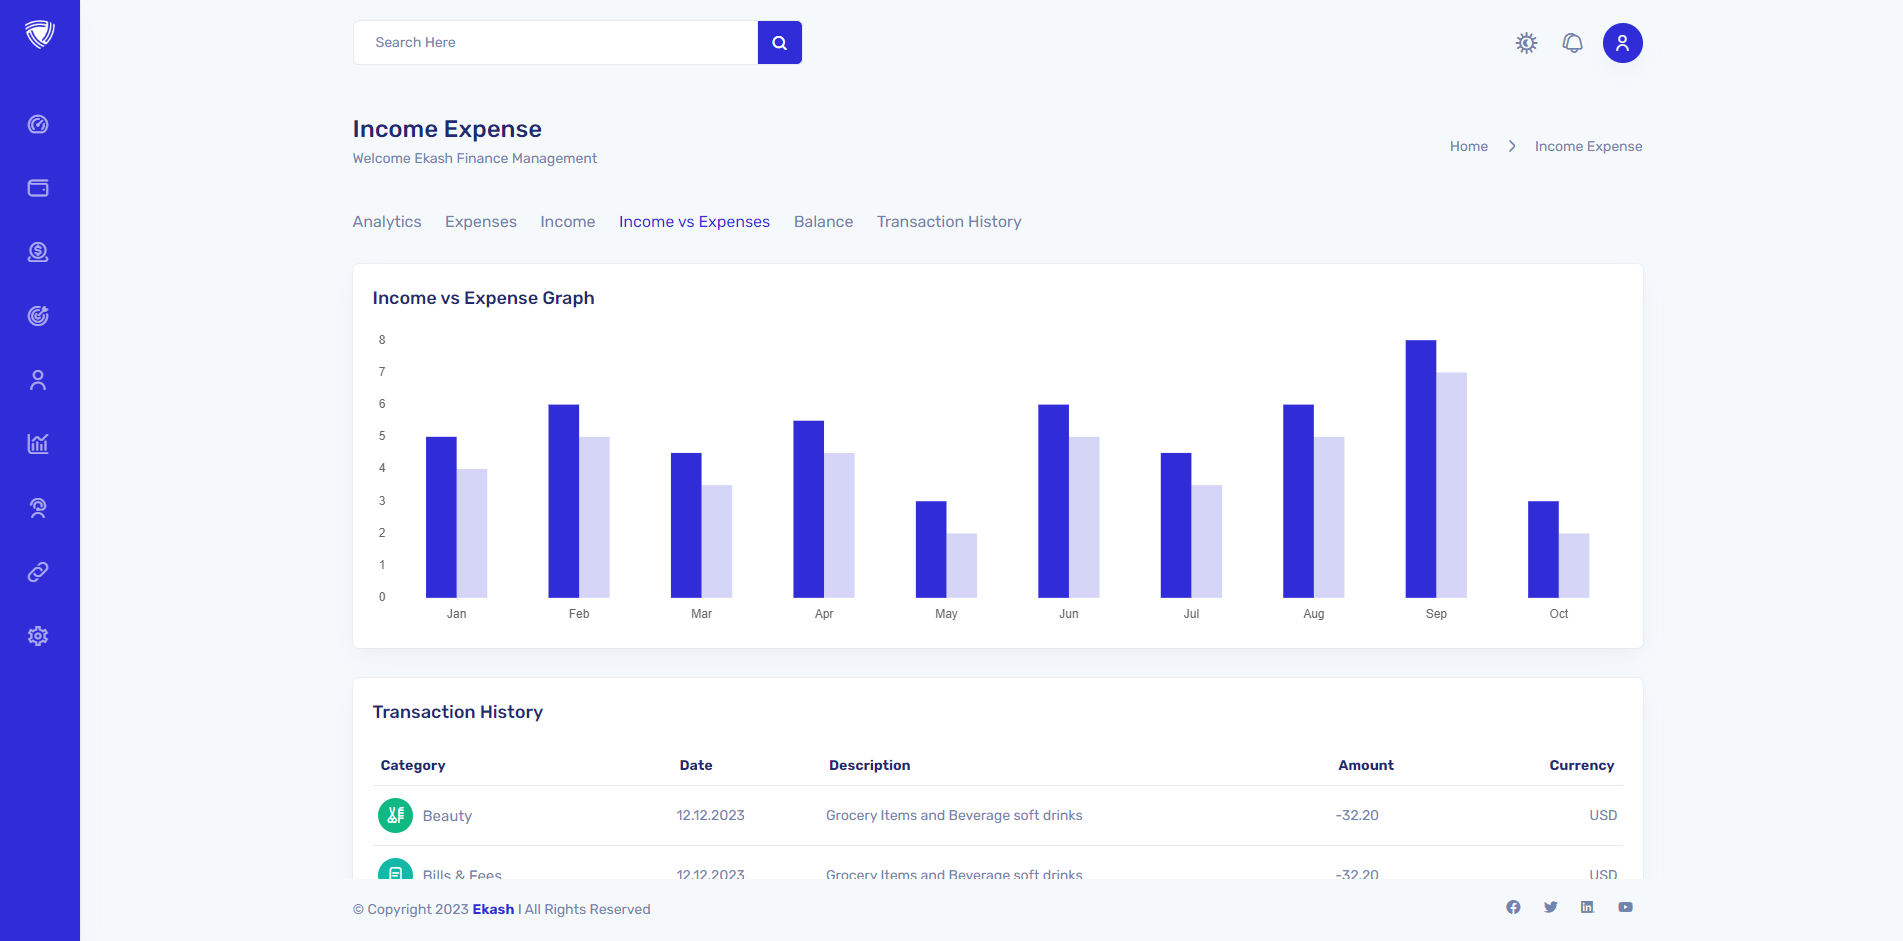 Search Here
Income Expense
Welcome Ekash Finance Management
Home Income Expense
Analytics Expenses Income Income vs Expenses Balance Transaction History
Income vs Expense Graph
8
7
6
5
4
3
2
1
0
Jan Feb Mar Apr May Jun Jul Aug Sep Oct
Transaction History
Category Date Description Amount Currency
Beauty 12.12.2023 Grocery Items and Beverage soft drinks -32.20 USD
Bills & Fees 12.12.2023 Grocery Items and Beverage soft drinks -32.20 USD
© Copyright 2023 Ekash I All Rights Reserved